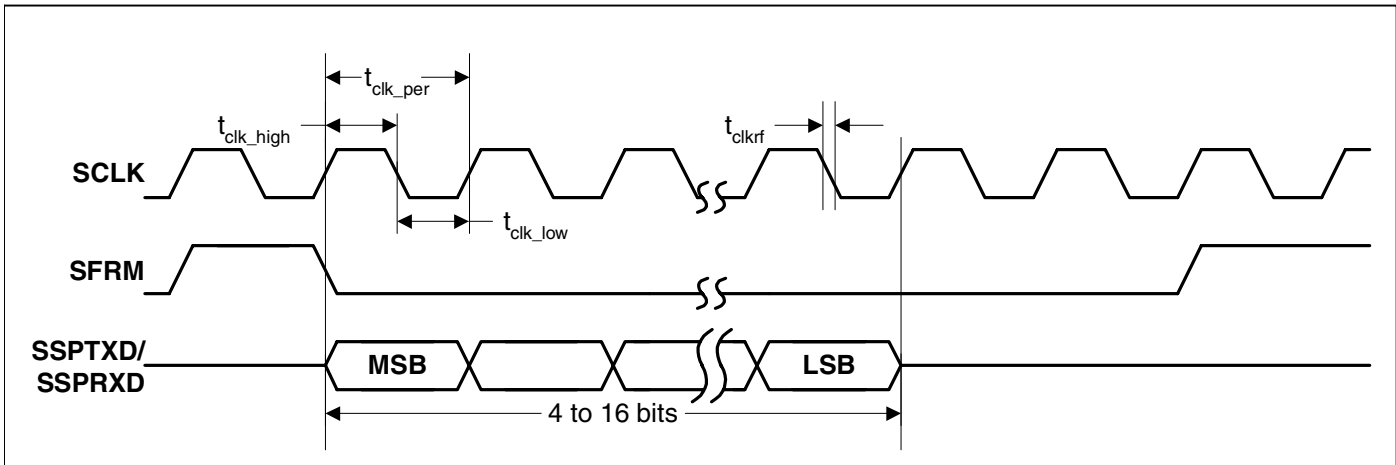 t_clk_per
t_clk_high
t_clkrf
SCLK
t_clk_low
SFRM
SSPTXD/
SSPRXD
MSB
LSB
4 to 16 bits